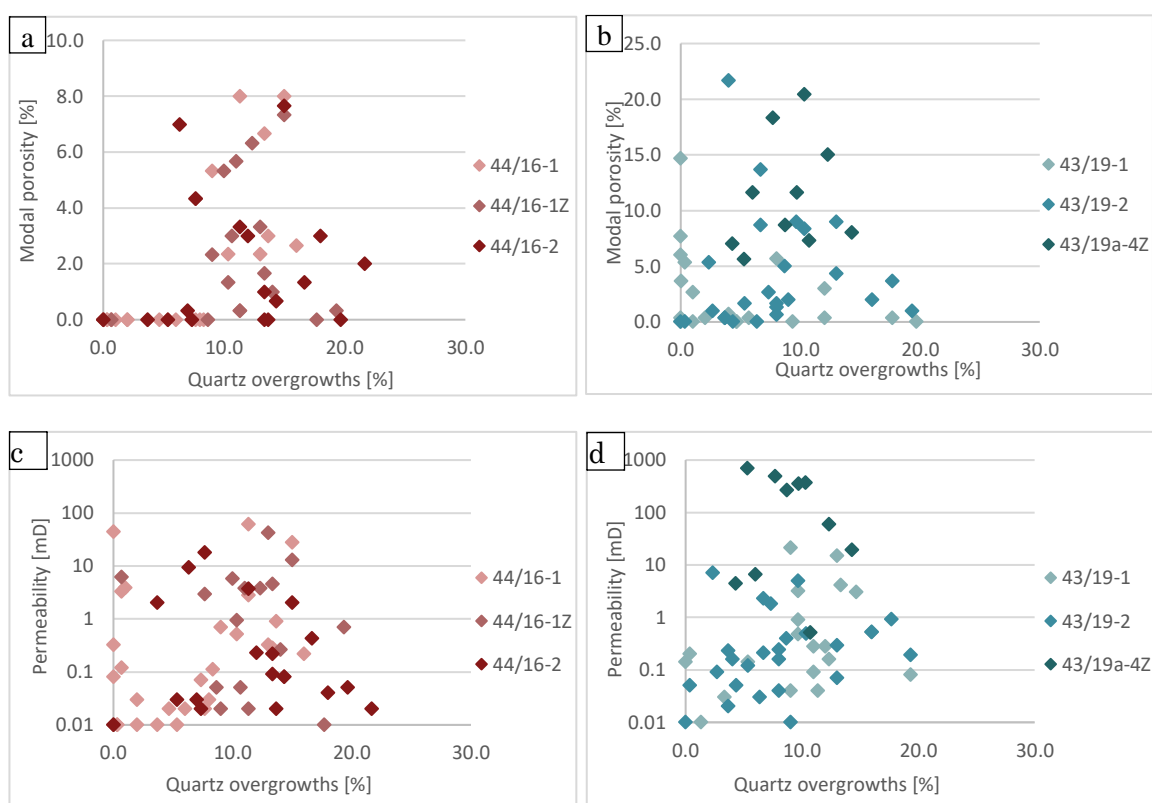 a
10.0
8.0
6.0
4.0
2.0
0.0
0.0 10.0 20.0 30.0
Modal porosity [%]
Quartz overgrowths [%]
44/16-1
44/16-1Z
44/16-2
b
25.0
20.0
15.0
10.0
5.0
0.0
0.0 10.0 20.0 30.0
Modal porosity [%]
Quartz overgrowths [%]
43/19-1
43/19-2
43/19a-4Z
c
1000
100
10
1
0.1
0.01
0.0 10.0 20.0 30.0
Permeability [mD]
Quartz overgrowths [%]
44/16-1
44/16-1Z
44/16-2
d
1000
100
10
1
0.1
0.01
0.0 10.0 20.0 30.0
Permeability [mD]
Quartz overgrowths [%]
43/19-1
43/19-2
43/19a-4Z